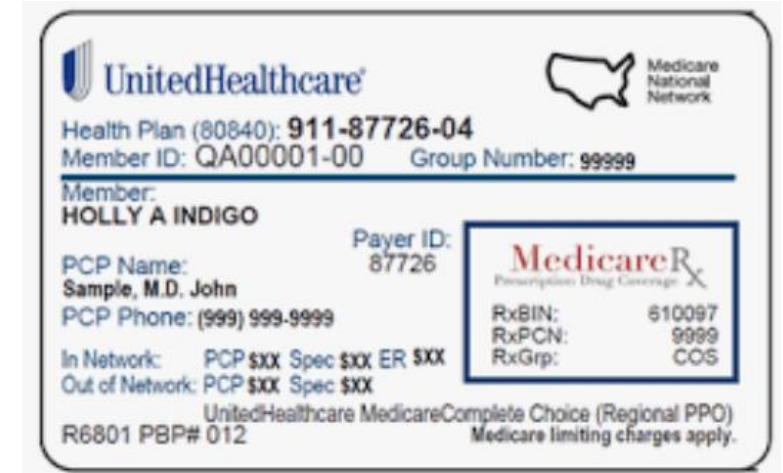 UnitedHealthcare®
Medicare
National
Network
Health Plan (80840): 911-87726-04
Member ID: QA00001-00 Group Number: 99999
Member:
HOLLY A INDIGO
Payer ID:
87726
PCP Name:
Sample, M.D. John
PCP Phone: (999) 999-9999
In Network: PCP $XX Spec $XX ER $XX
Out of Network: PCP $XX Spec $XX
MedicareRx
Prescription Drug Coverage X
RxBIN: 610097
RxPCN: 9999
RxGrp: COS
UnitedHealthcare MedicareComplete Choice (Regional PPO)
R6801 PBP# 012 Medicare limiting charges apply.